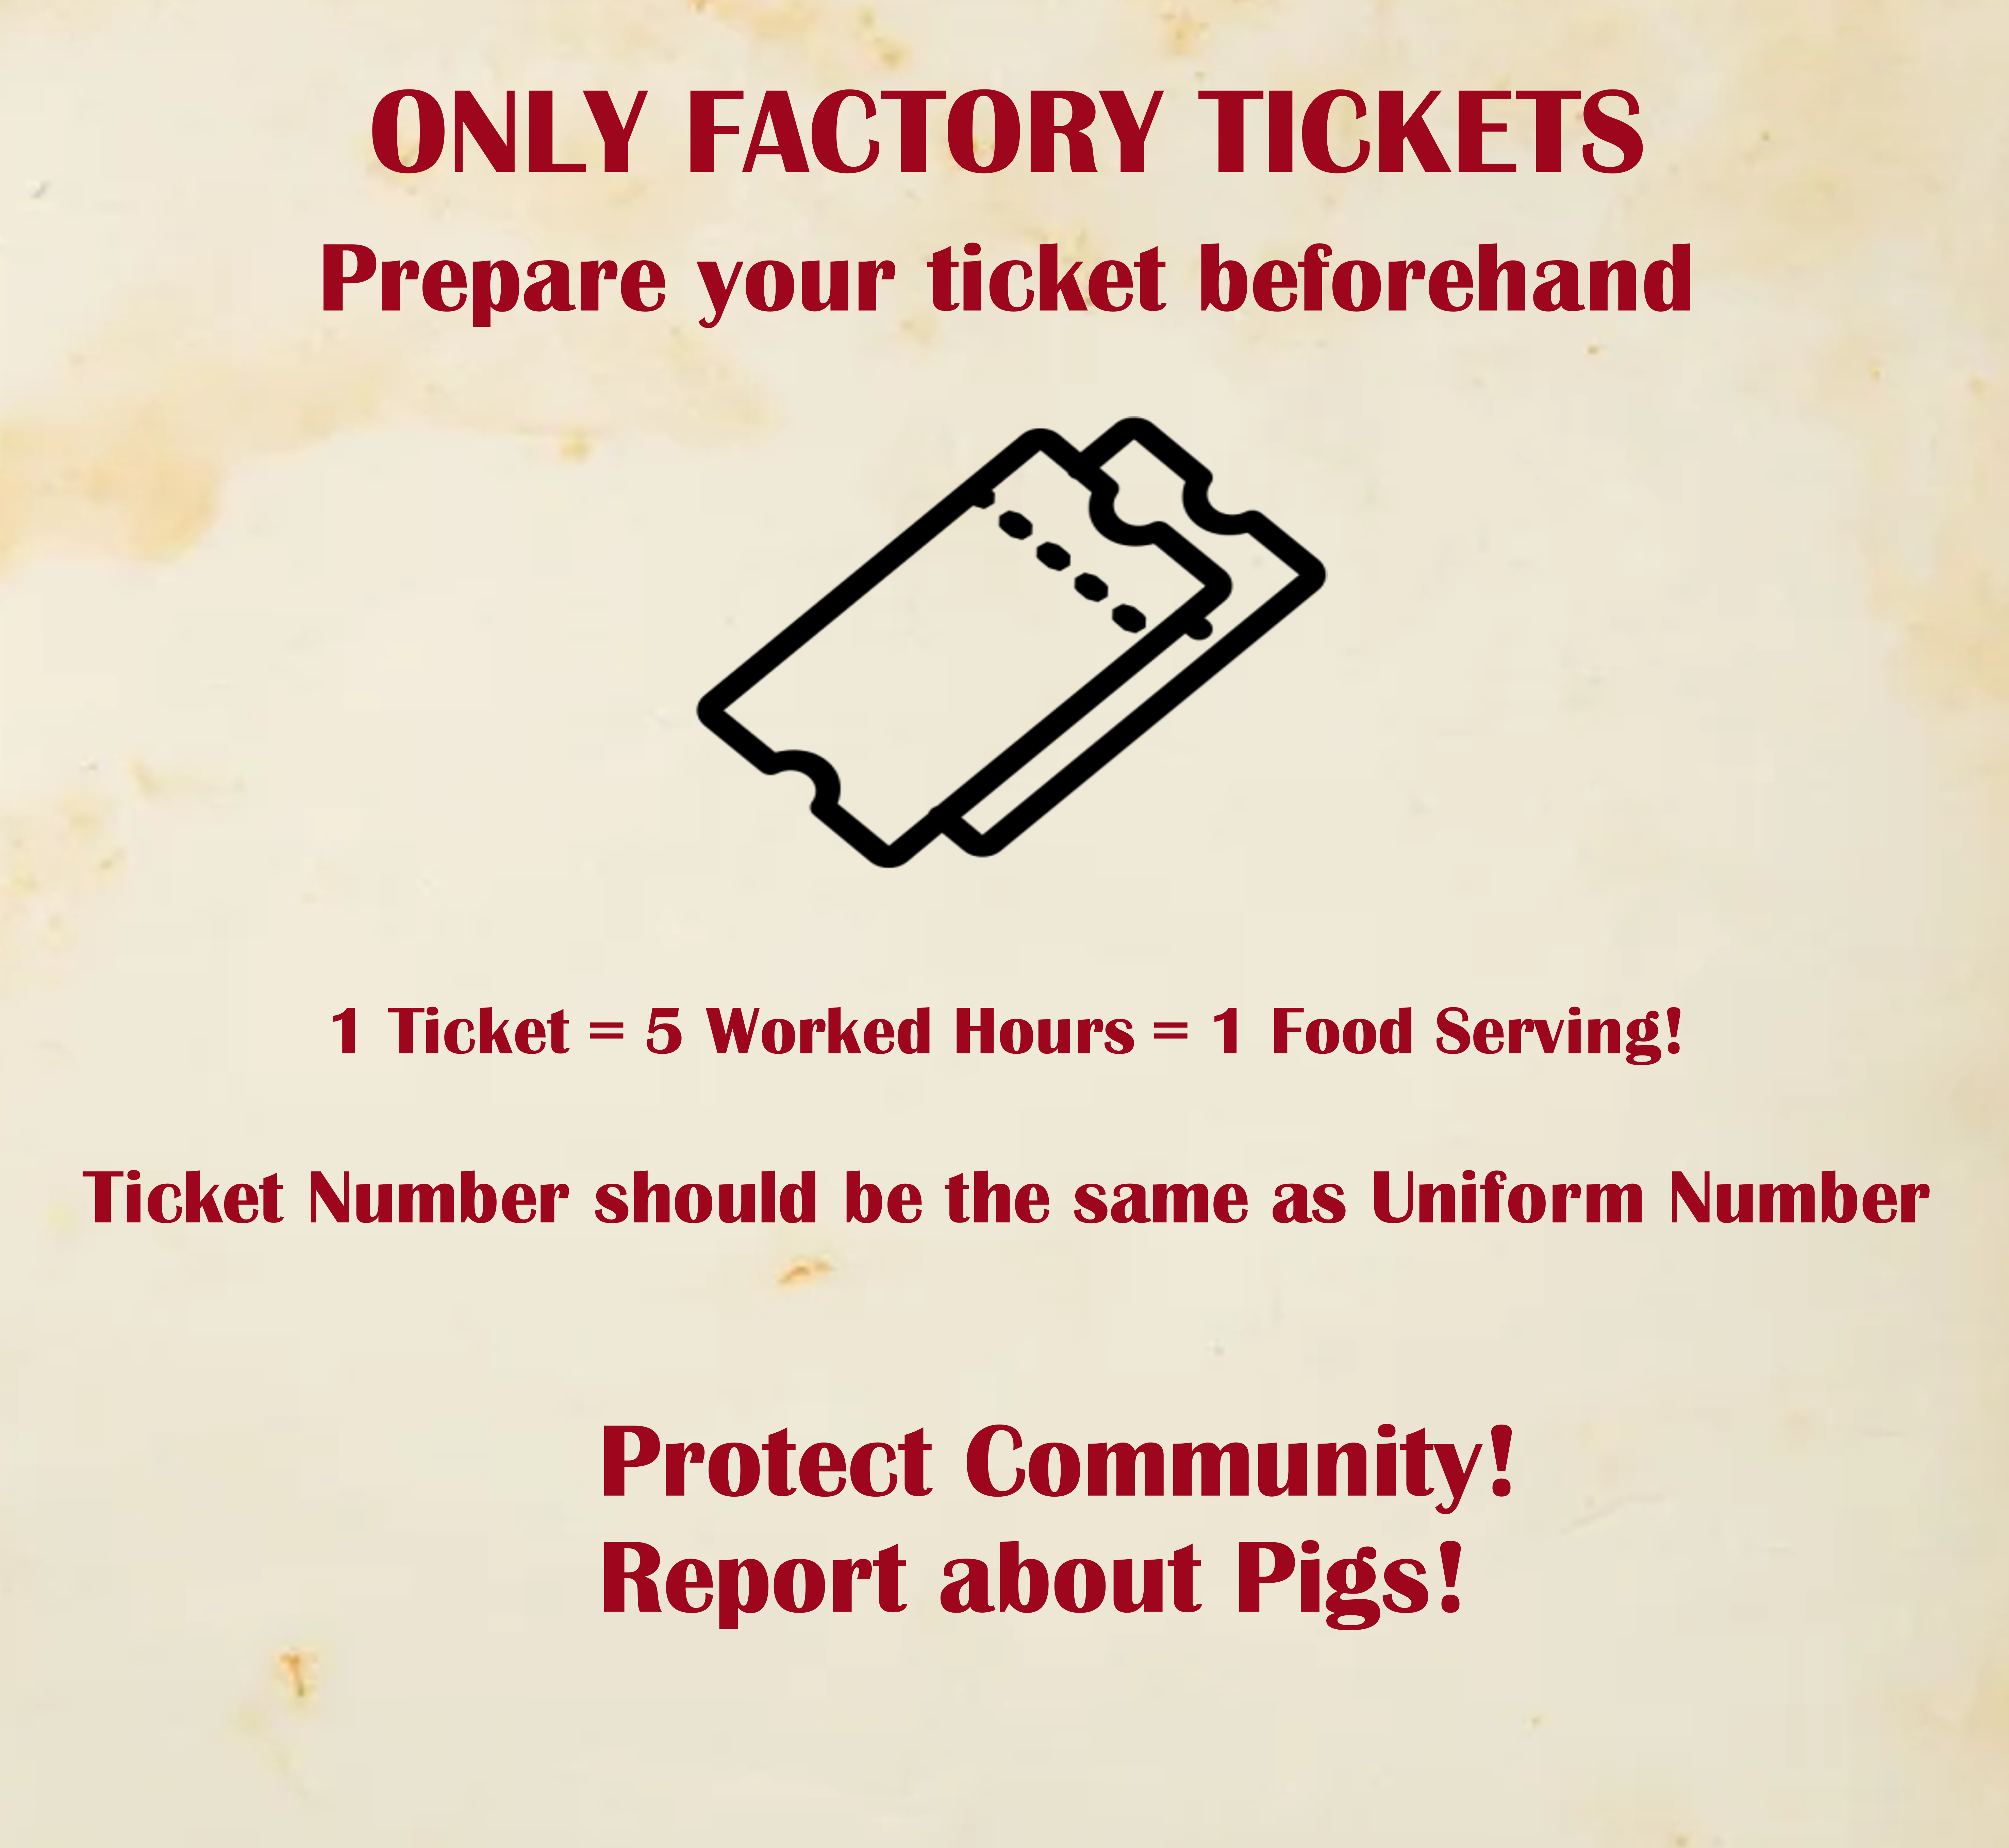 ONLY FACTORY TICKETS
Prepare your ticket beforehand
1 Ticket = 5 Worked Hours = 1 Food Serving!
Ticket Number should be the same as Uniform Number
Protect Community!
Report about Pigs!